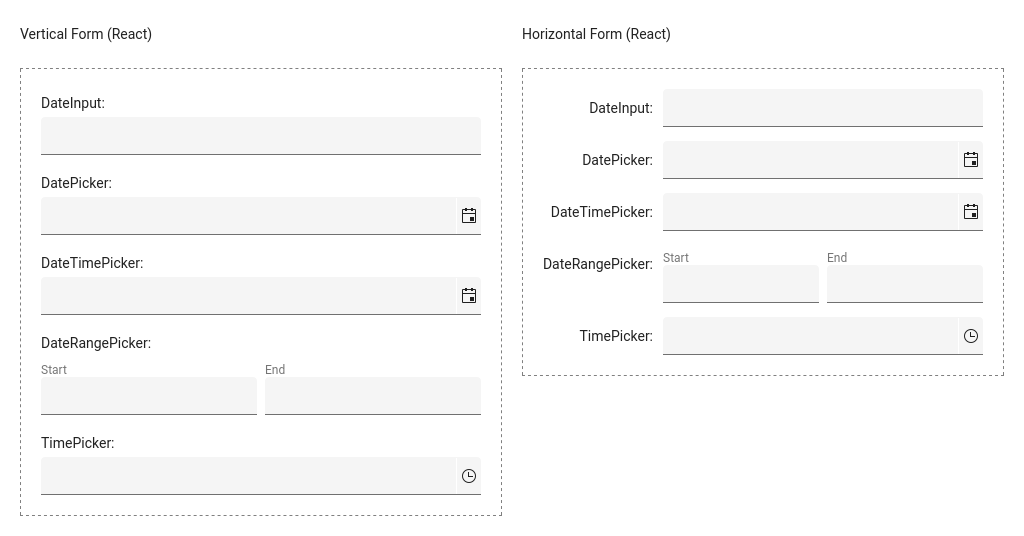 Vertical Form (React)
DateInput:
DatePicker:
DateTimePicker:
DateRangePicker:
Start End
TimePicker:
Horizontal Form (React)
DateInput:
DatePicker:
DateTimePicker:
DateRangePicker:
Start End
TimePicker: